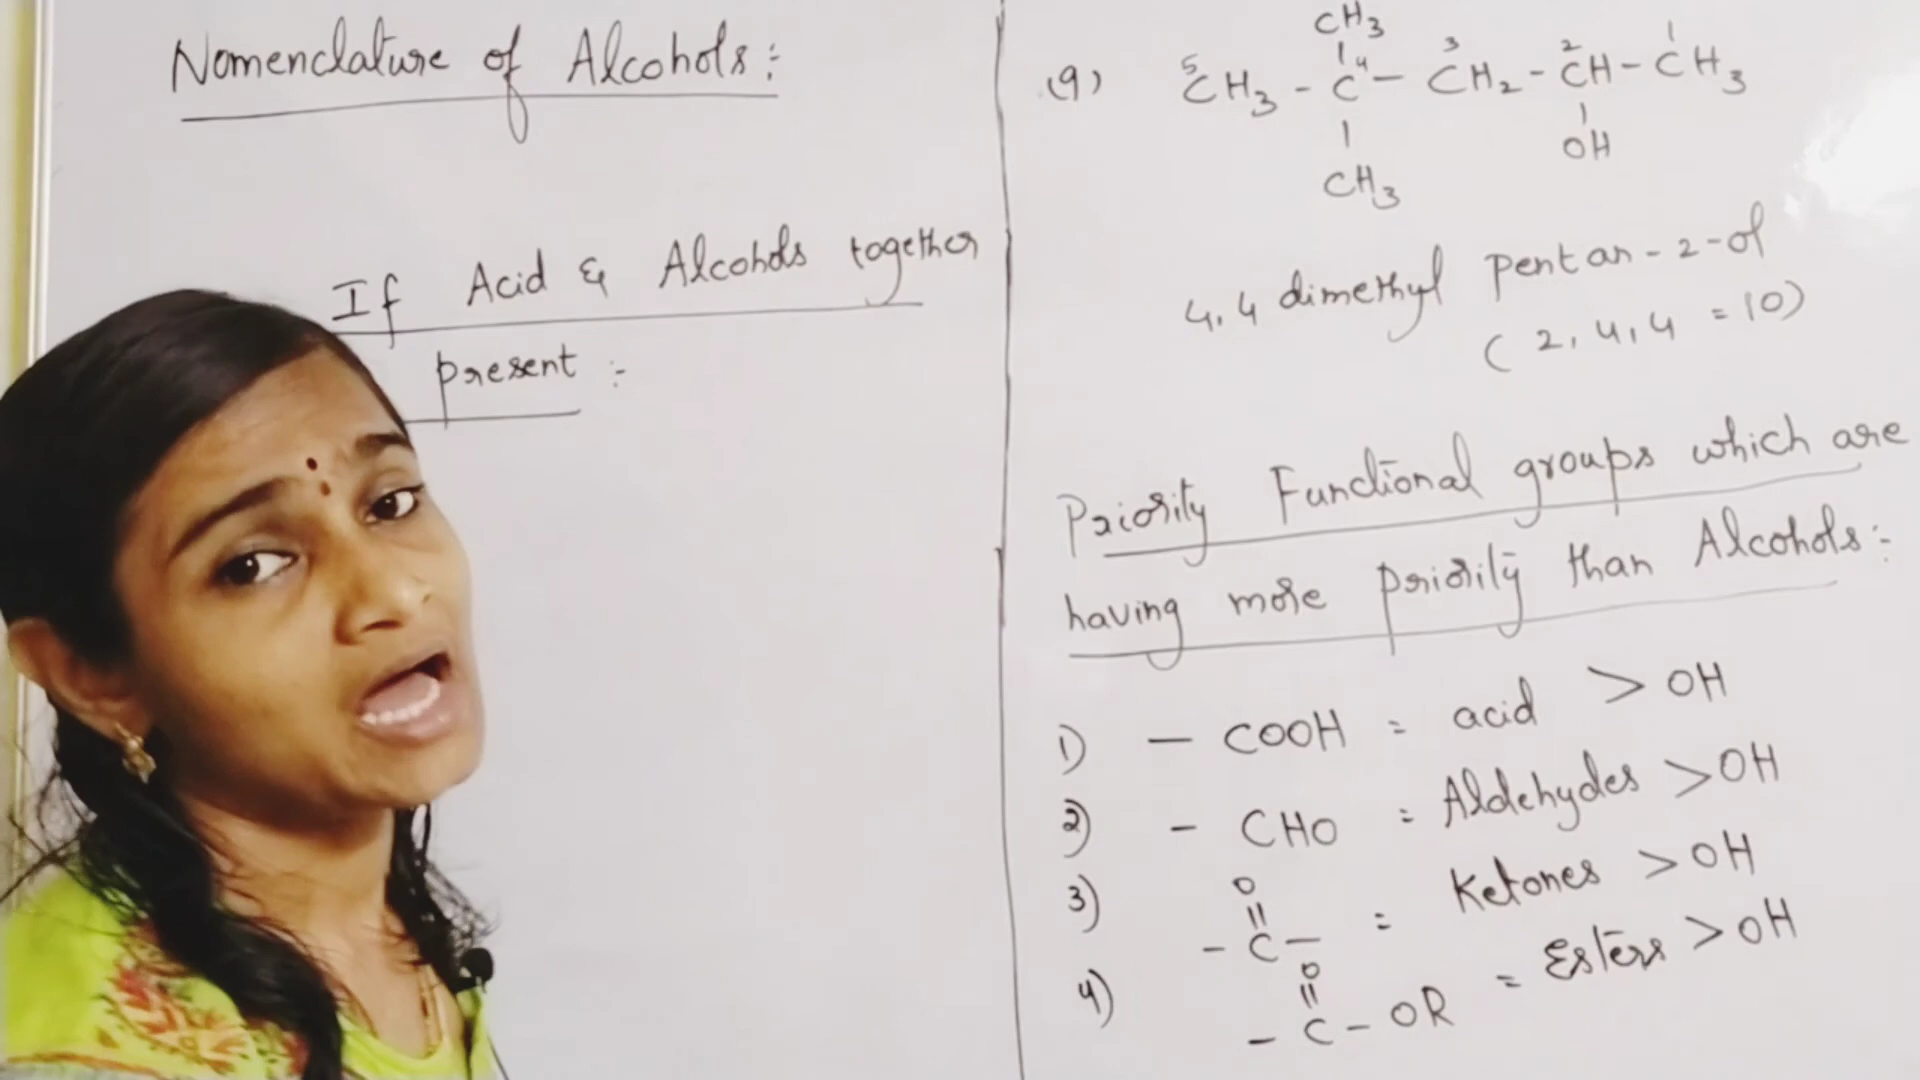 Nomenclature of Alcohols :-
If Acid & Alcohols together
present :-
(9)
CH3
5CH3 - C4 - 3CH2 - 2CH - 1CH3
CH3
OH
4,4 dimethyl pentan-2-ol
( 2, 4, 4 = 10)
Priority Functional groups which are
having more priority than Alcohols:-
1) - COOH = acid > OH
2) - CHO = Aldehydes > OH
3) O
|| 
- C - = Ketones > OH
4) O
||
- C - OR = Esters > OH